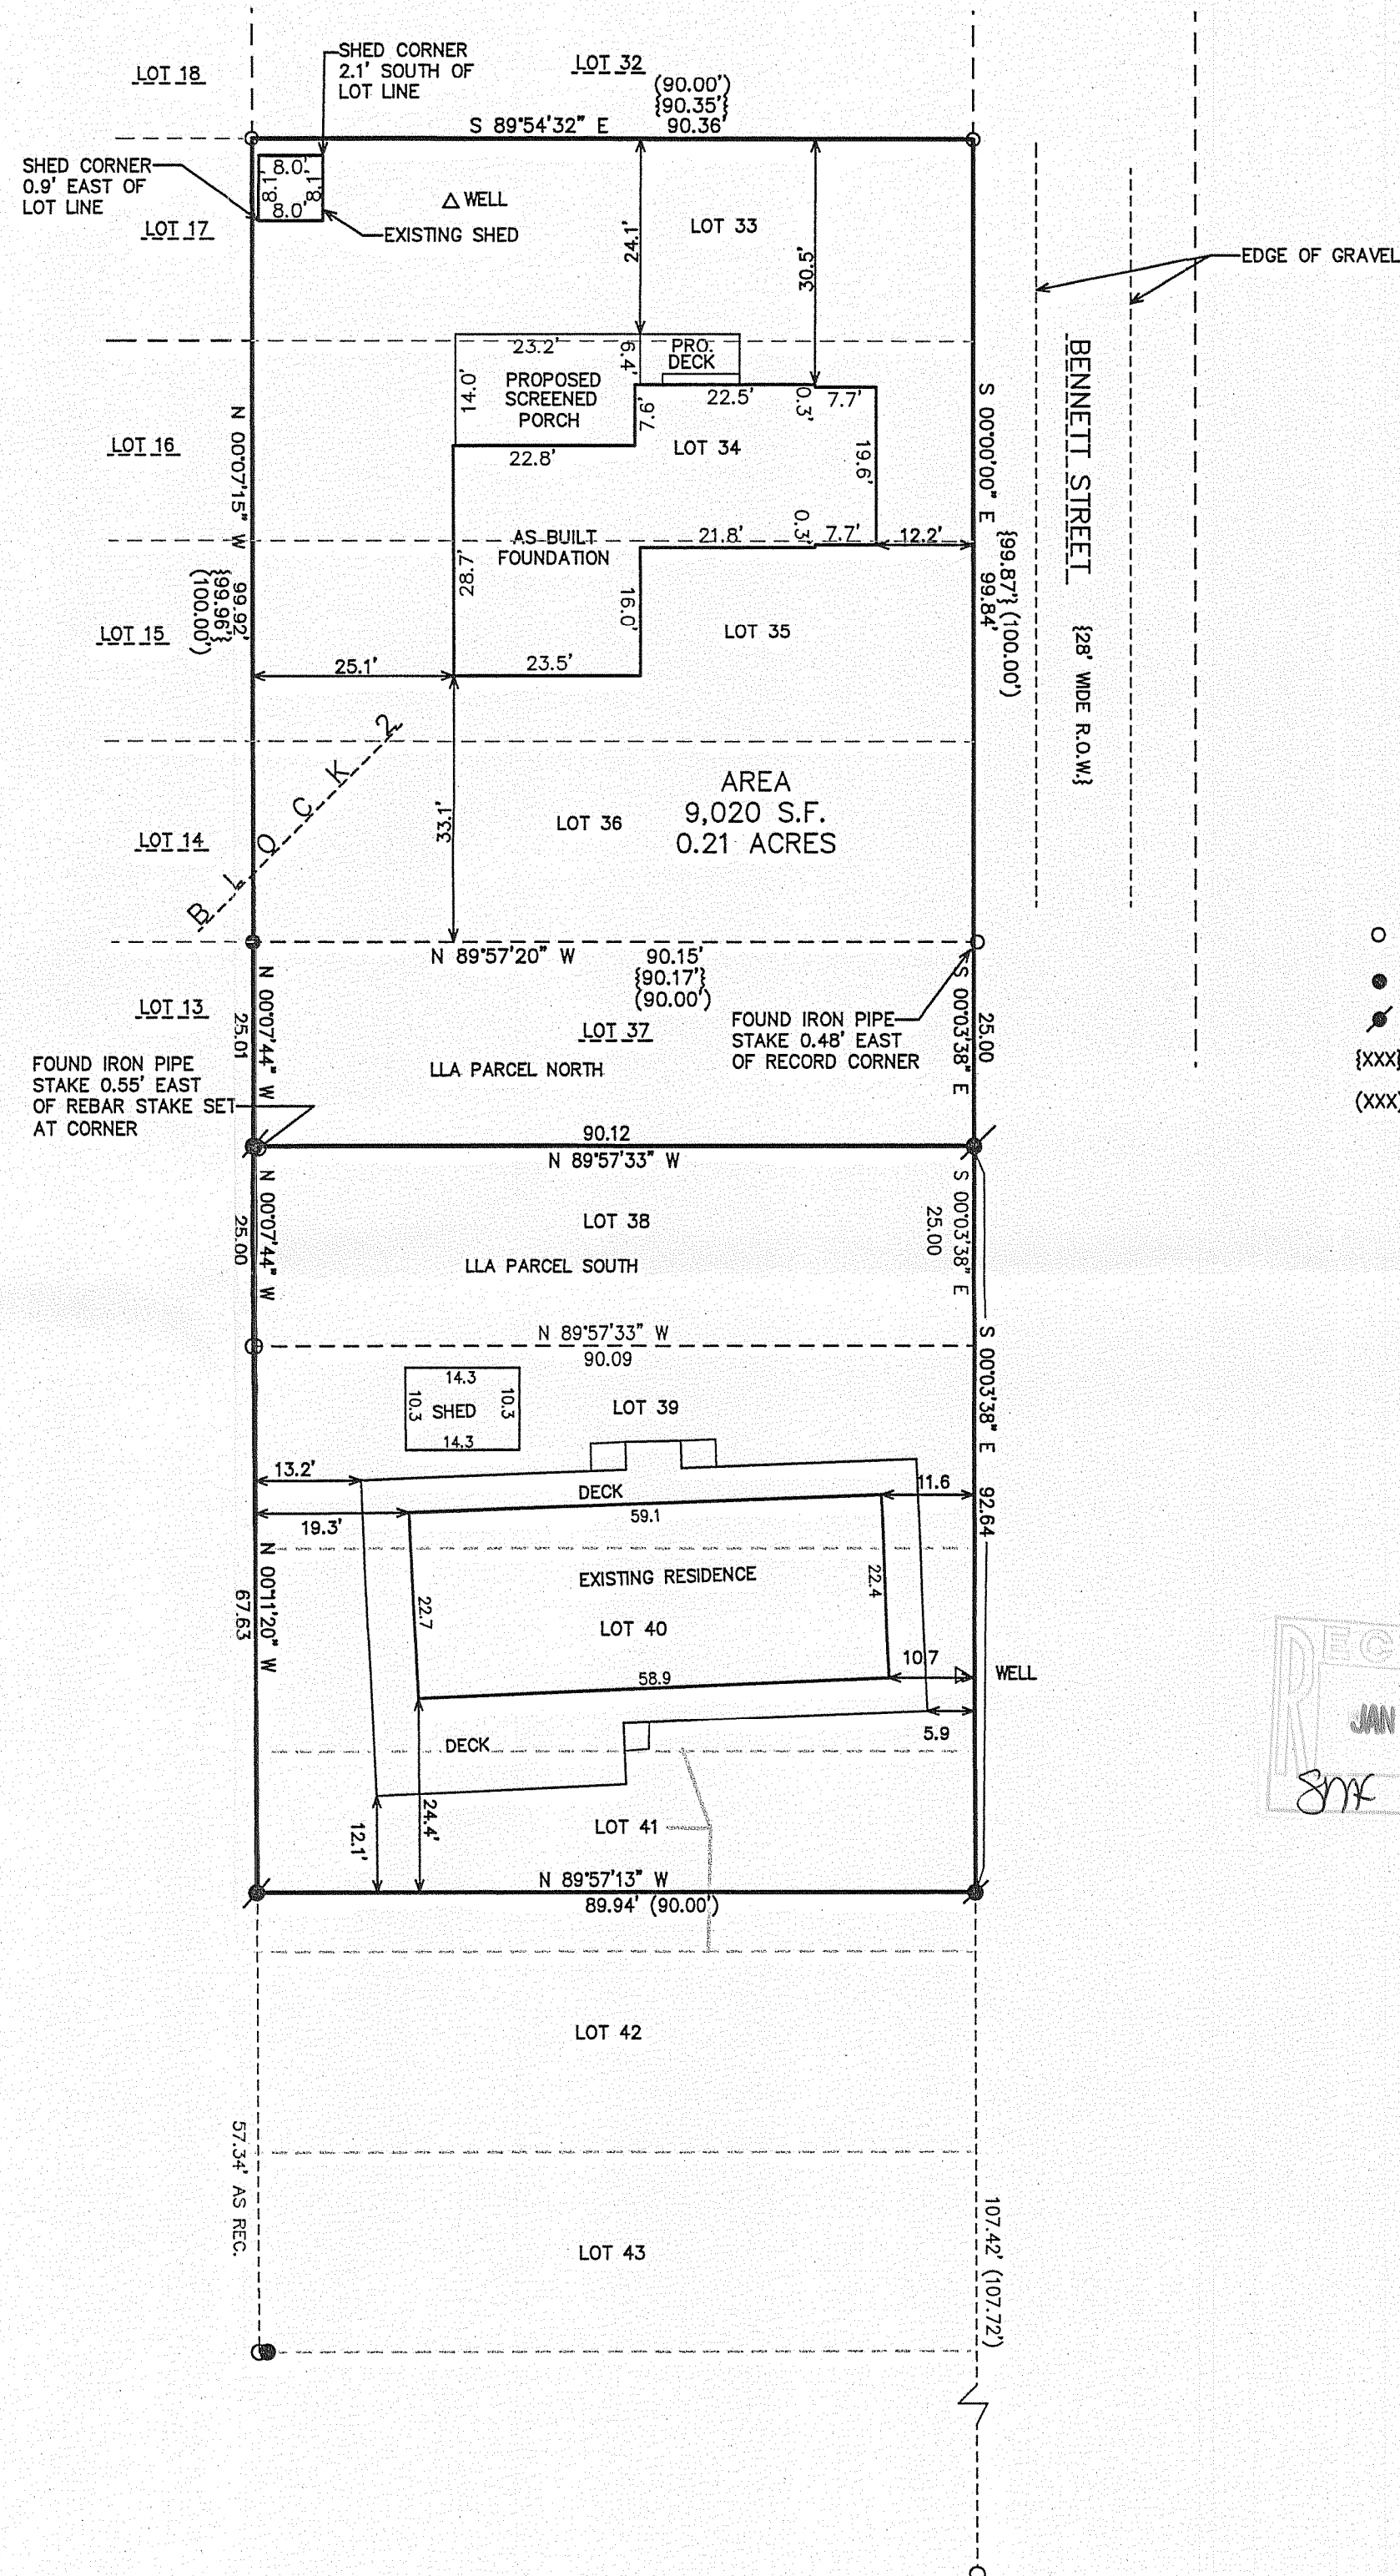 LOT 18
SHED CORNER
2.1' SOUTH OF
LOT LINE
LOT 32
(90.00')
{90.35'}
S 89°54'32" E 90.36'
SHED CORNER
0.9' EAST OF
LOT LINE
LOT 17
8.0'
8.1'
8.1'
8.0'
EXISTING SHED
WELL
LOT 33
24.1'
30.5'
EDGE OF GRAVEL
BENNETT STREET {28' WIDE R.O.W.}
23.2'
6.4'
PRO.
DECK
14.0'
PROPOSED
SCREENED
PORCH
22.5'
0.3'
7.7'
7.6'
LOT 34
19.6'
22.8'
LOT 16
N 00°07'15" W 99.92'
{99.96'}
(100.00')
S 00°00'00" E 99.84'
{99.87'} (100.00')
AS BUILT
FOUNDATION
28.7'
21.8'
0.3'
7.7'
12.2'
16.0'
LOT 15
LOT 35
25.1'
23.5'
BLOCK 2
33.1'
AREA
9,020 S.F.
0.21 ACRES
LOT 14
LOT 36
N 89°57'20" W 90.15'
{90.17'}
(90.00')
{XXX}
(XXX)
LOT 13
N 00°07'44" W
25.01
LOT 37
FOUND IRON PIPE
STAKE 0.48' EAST
OF RECORD CORNER
S 00°03'38" E
25.00
FOUND IRON PIPE
STAKE 0.55' EAST
OF REBAR STAKE SET
AT CORNER
LLA PARCEL NORTH
90.12
N 89°57'33" W
N 00°07'44" W
25.00
LOT 38
LLA PARCEL SOUTH
S 00°03'38" E
25.00
N 89°57'33" W
90.09
S 00°03'38" E 92.64
14.3
10.3
SHED
10.3
14.3
LOT 39
13.2'
DECK
11.6
19.3'
59.1
N 00°11'20" W
67.63
EXISTING RESIDENCE
22.7
22.4
LOT 40
58.9
10.7
WELL
5.9
DECK
12.1'
24.4'
LOT 41
N 89°57'13" W
89.94' (90.00')
JAN
LOT 42
57.34' AS REC.
107.42' (107.72')
LOT 43